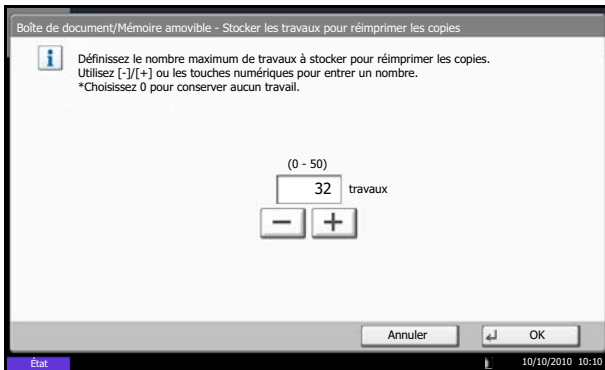 Boîte de document/Mémoire amovible - Stocker les travaux pour réimprimer les copies
Définissez le nombre maximum de travaux à stocker pour réimprimer les copies.
Utilisez [-]/[+] ou les touches numériques pour entrer un nombre.
*Choisissez 0 pour conserver aucun travail.
(0 - 50)
32 travaux
− +
Annuler OK
État 10/10/2010 10:10